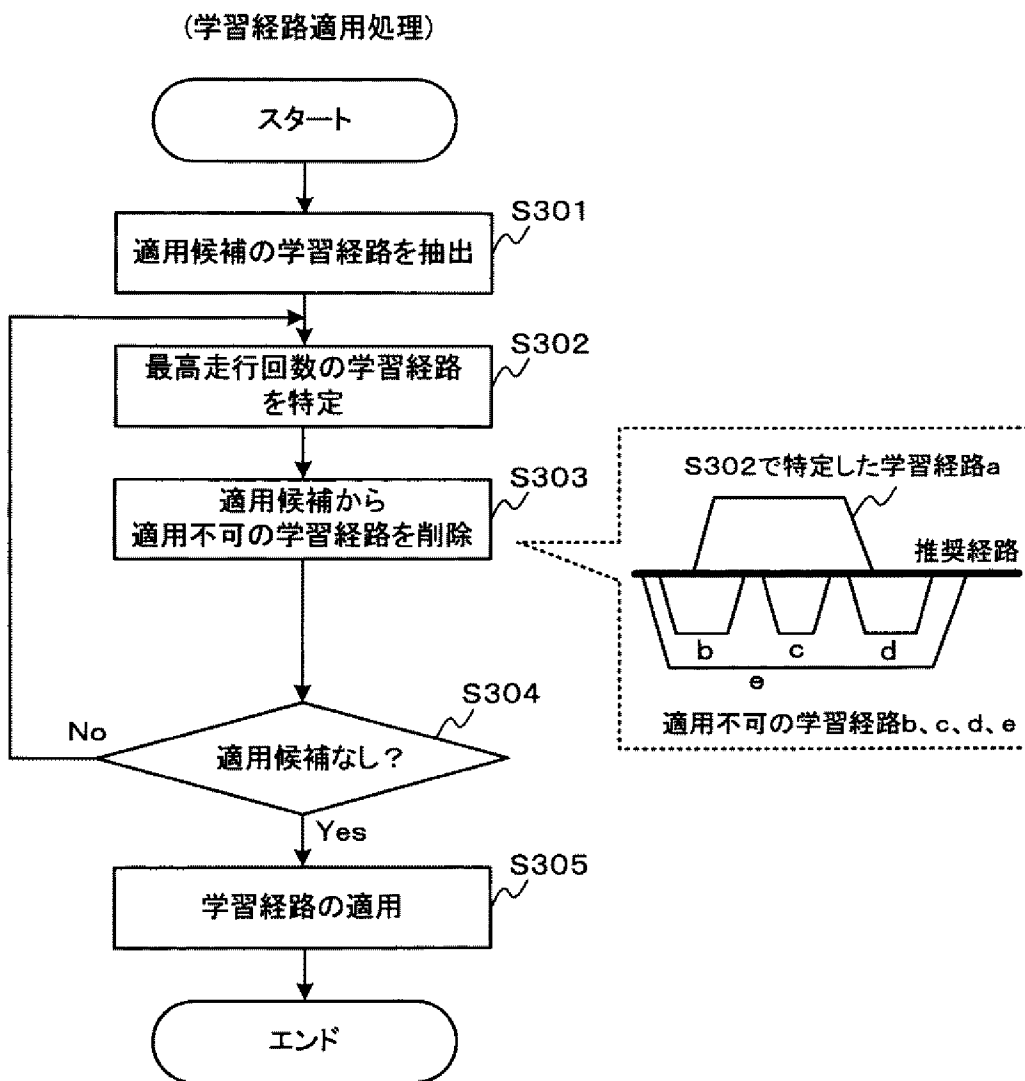 (学習経路適用処理)
スタート
S301
適用候補の学習経路を抽出
S302
最高走行回数の学習経路
を特定
S303
適用候補から
適用不可の学習経路を削除
S302で特定した学習経路a
推奨経路
b c d
e
適用不可の学習経路b、c、d、e
S304
No
適用候補なし？
Yes
S305
学習経路の適用
エンド